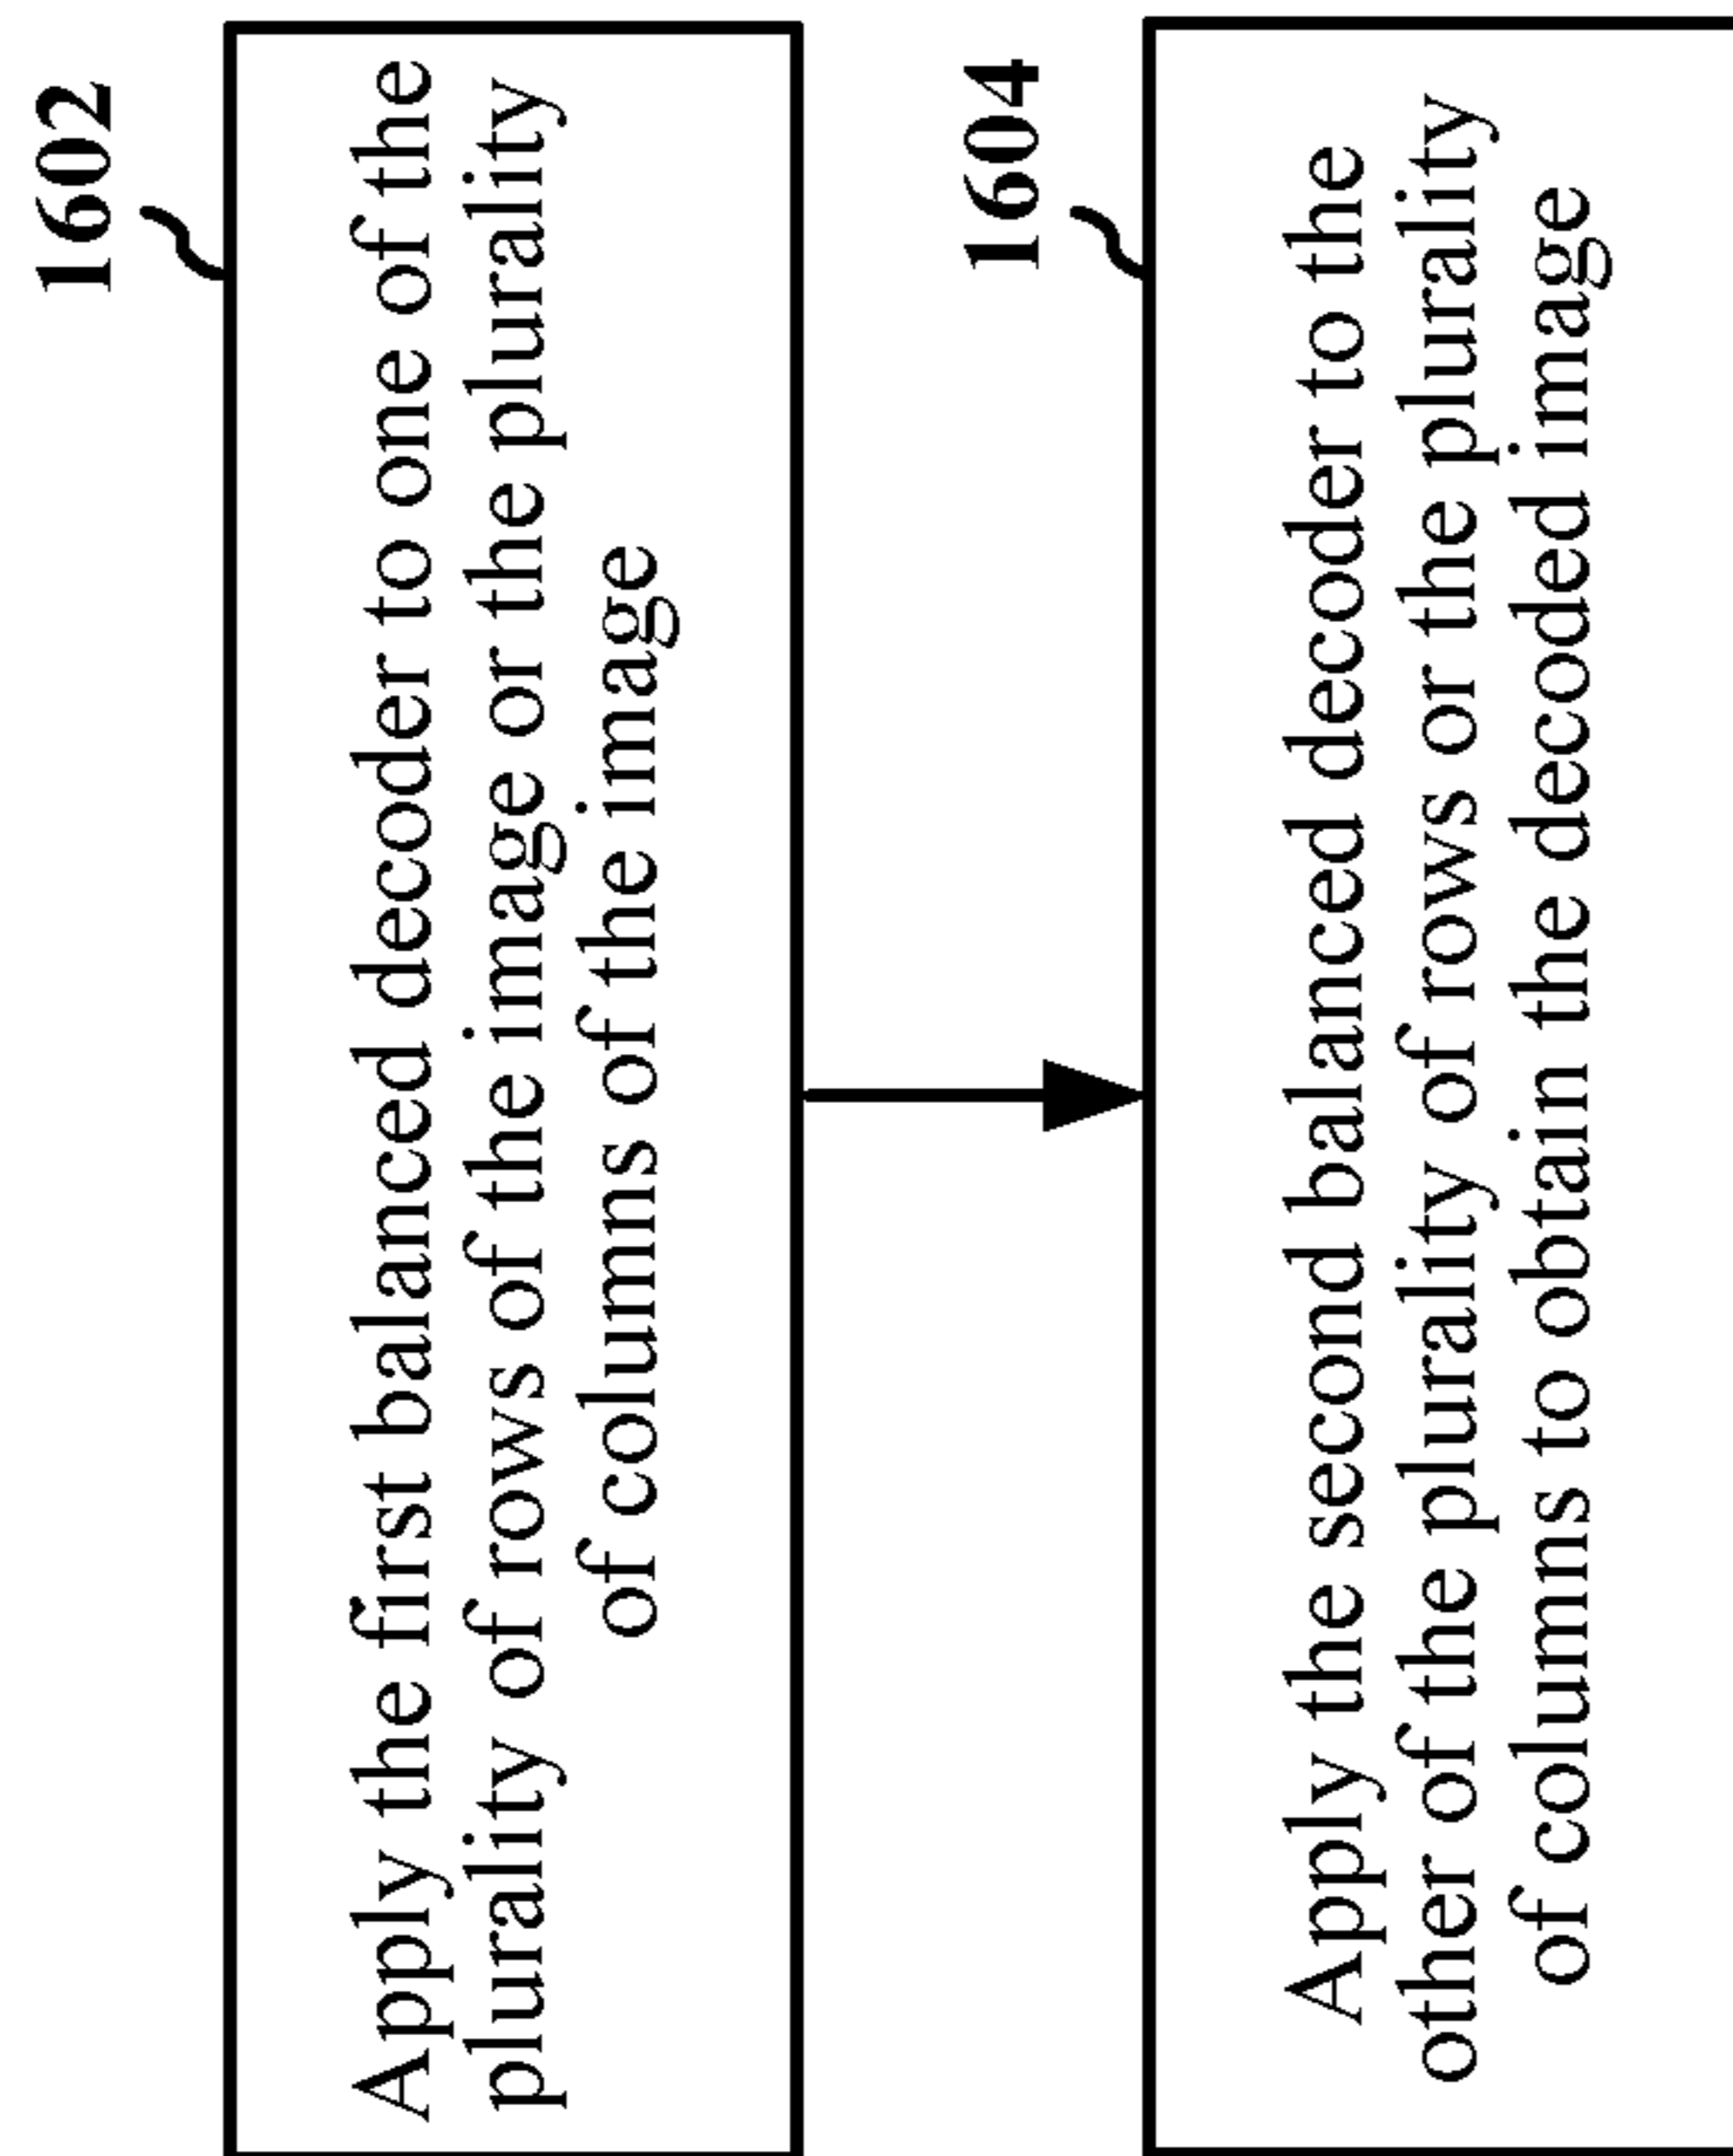 1602
Apply the first balanced decoder to one of the
plurality of rows of the image or the plurality
of columns of the image
1604
Apply the second balanced decoder to the
other of the plurality of rows or the plurality
of columns to obtain the decoded image